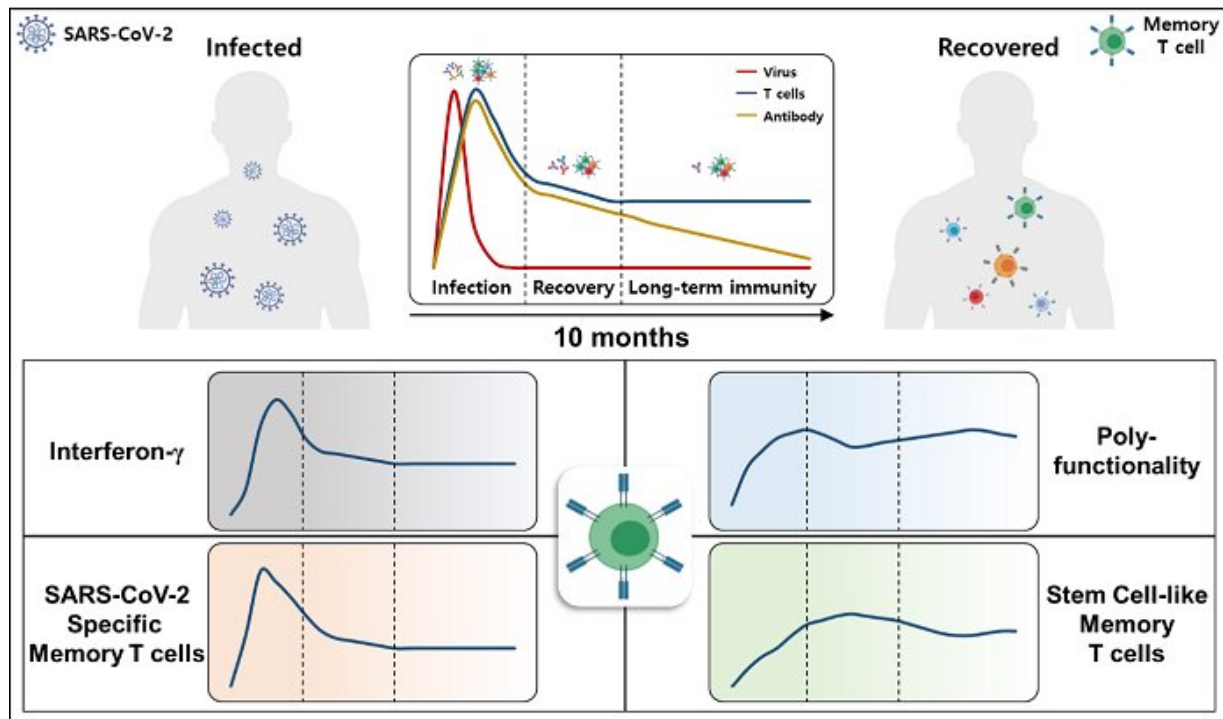 SARS-CoV-2
Infected
Recovered
Memory
T cell
Virus
T cells
Antibody
Infection
Recovery
Long-term immunity
10 months
Interferon-γ
Poly-
functionality
SARS-CoV-2
Specific
Memory T cells
Stem Cell-like
Memory
T cells